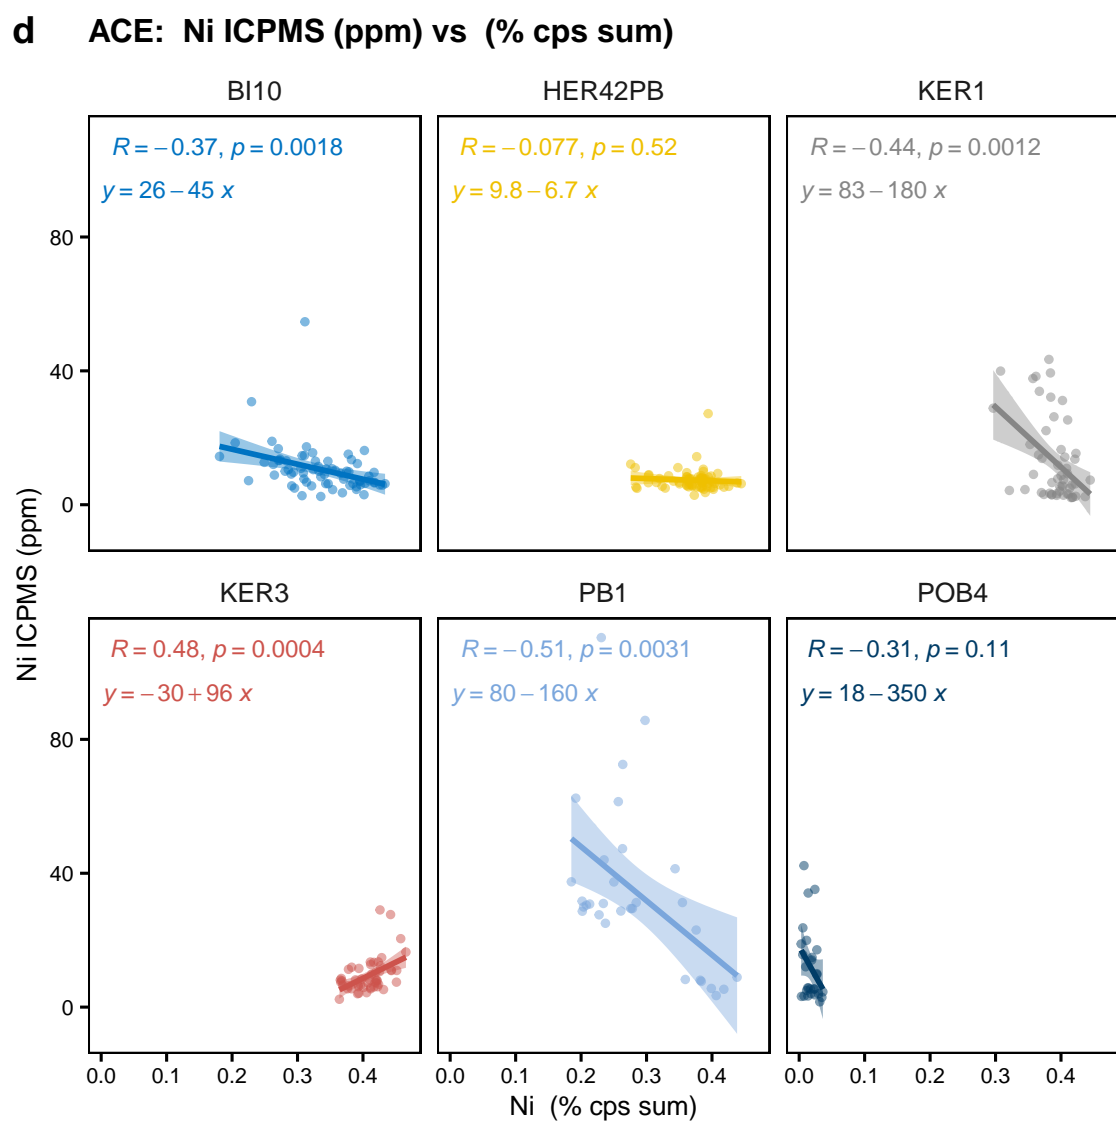 d ACE: Ni ICPMS (ppm) vs (% cps sum)
BI10 HER42PB KER1
R = −0.37, p = 0.0018 R = −0.077, p = 0.52 R = −0.44, p = 0.0012
y = 26 − 45 x y = 9.8 − 6.7 x y = 83 − 180 x
80
40
0
Ni ICPMS (ppm)
KER3 PB1 POB4
R = 0.48, p = 0.0004 R = −0.51, p = 0.0031 R = −0.31, p = 0.11
y = −30 + 96 x y = 80 − 160 x y = 18 − 350 x
80
40
0
0.0 0.1 0.2 0.3 0.4 0.0 0.1 0.2 0.3 0.4 0.0 0.1 0.2 0.3 0.4
Ni (% cps sum)